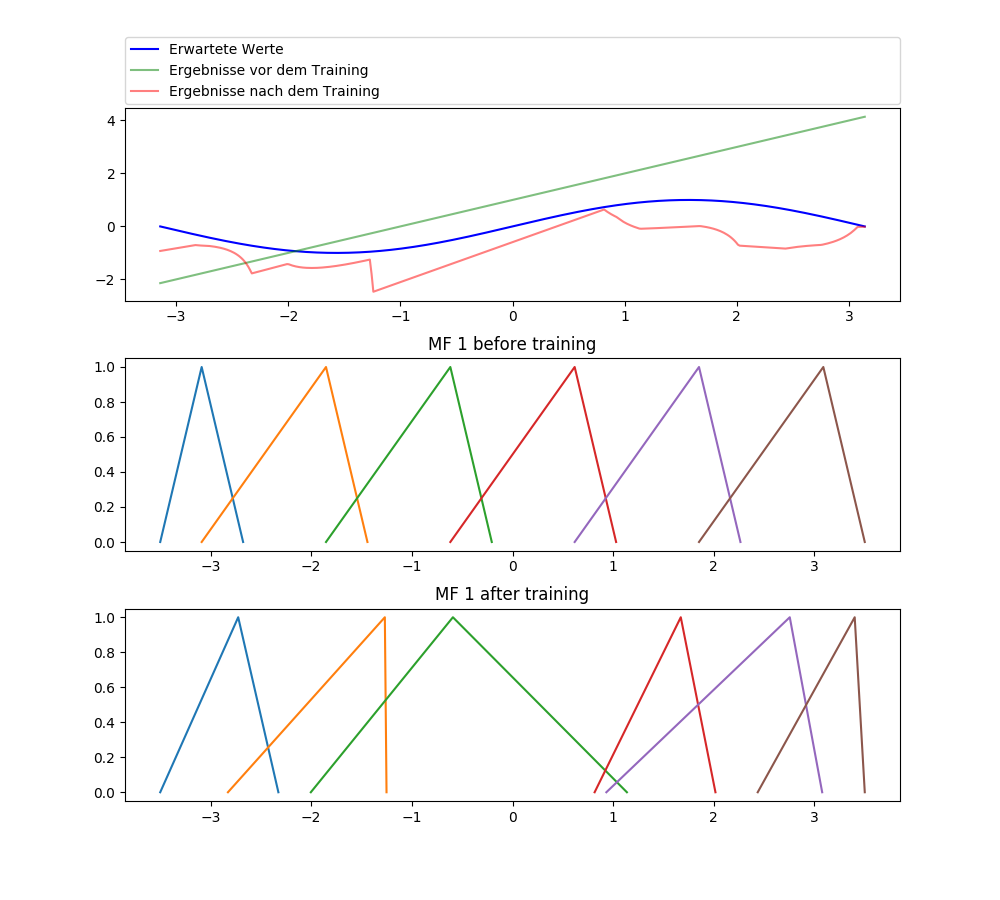 Erwartete Werte
Ergebnisse vor dem Training
Ergebnisse nach dem Training
4
2
0
−2
−3 −2 −1 0 1 2 3
MF 1 before training
1.0
0.8
0.6
0.4
0.2
0.0
−3 −2 −1 0 1 2 3
MF 1 after training
1.0
0.8
0.6
0.4
0.2
0.0
−3 −2 −1 0 1 2 3